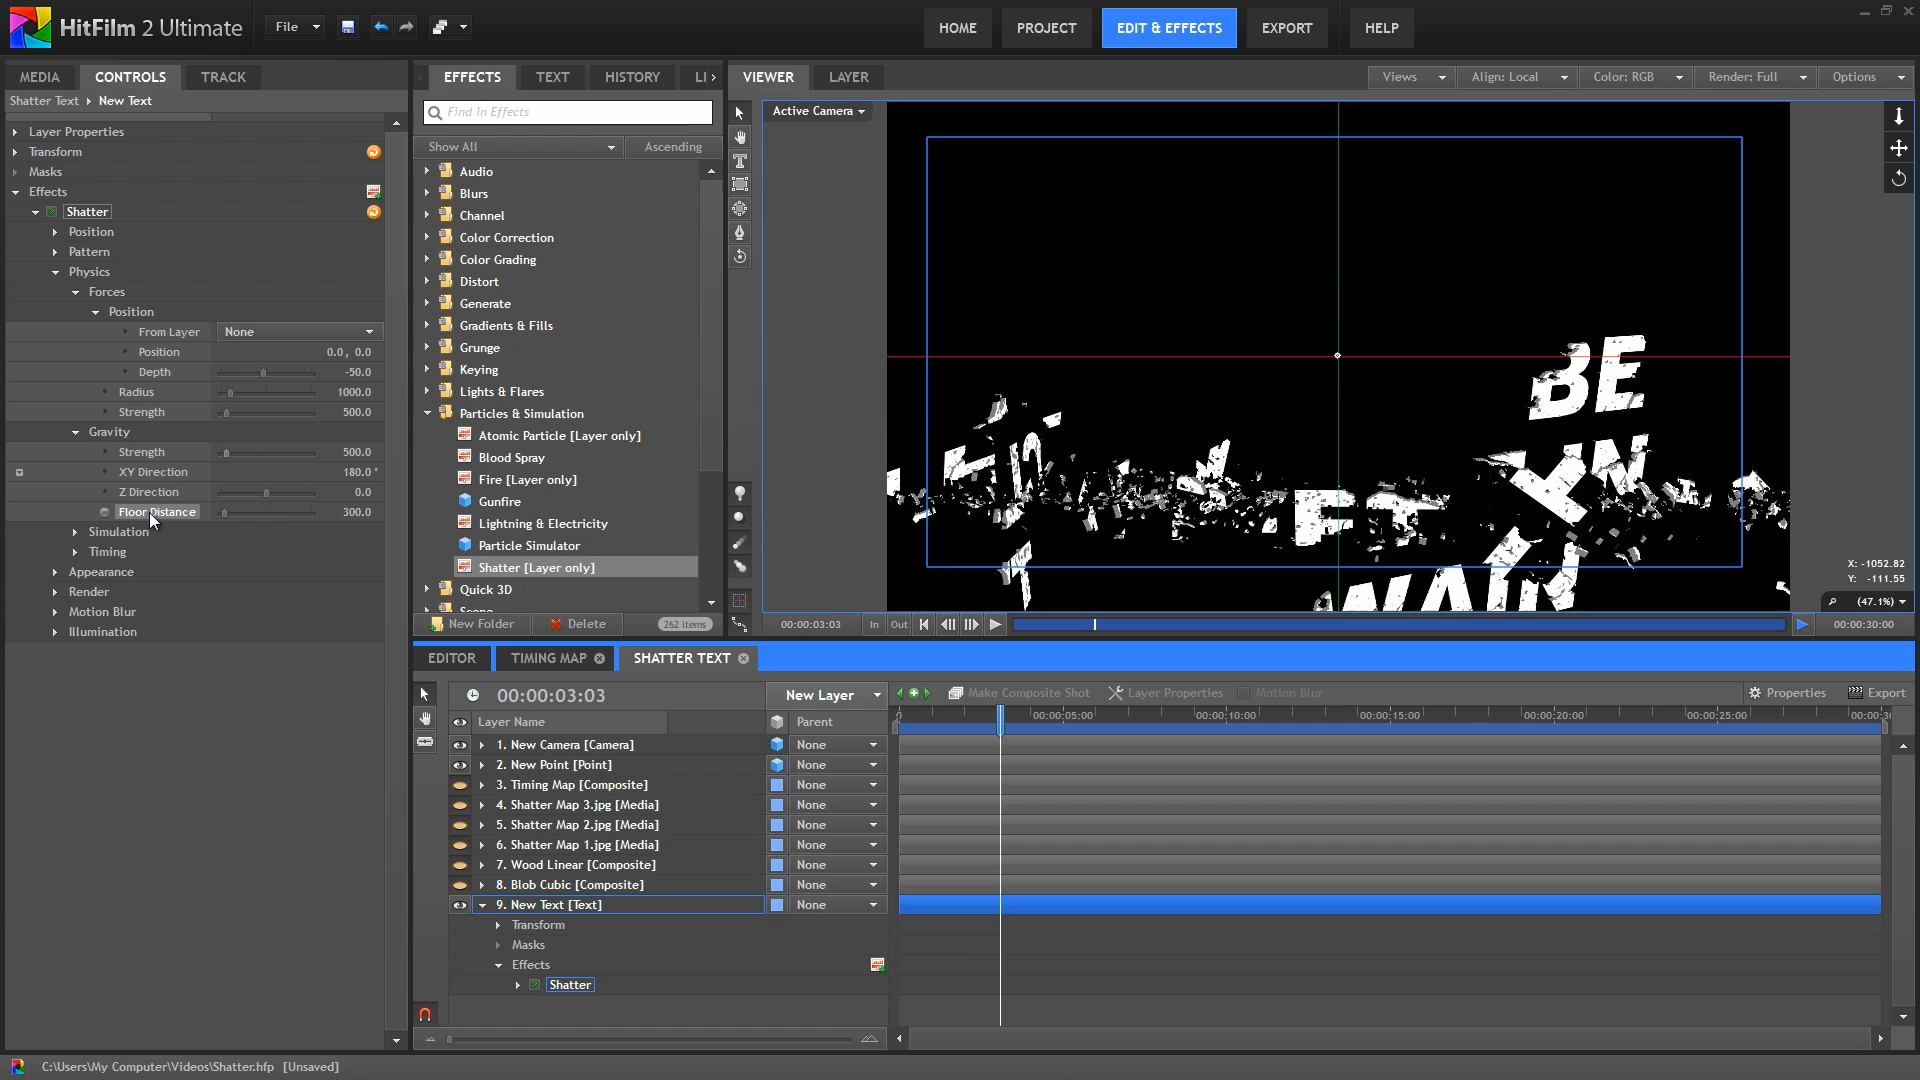 HitFilm 2 Ultimate
File
HOME
PROJECT
EDIT & EFFECTS
EXPORT
HELP
MEDIA
CONTROLS
TRACK
Shatter Text
New Text
Layer Properties
Transform
Masks
Effects
Shatter
Position
Pattern
Physics
Forces
Position
From Layer
None
Position
0.0, 0.0
Depth
-50.0
Radius
1000.0
Strength
500.0
Gravity
Strength
500.0
XY Direction
180.0 °
Z Direction
0.0
Floor Distance
300.0
Simulation
Timing
Appearance
Render
Motion Blur
Illumination
EFFECTS
TEXT
HISTORY
LI
Find in Effects
Show All
Ascending
Audio
Blurs
Channel
Color Correction
Color Grading
Distort
Generate
Gradients & Fills
Grunge
Keying
Lights & Flares
Particles & Simulation
Atomic Particle [Layer only]
Blood Spray
Fire [Layer only]
Gunfire
Lightning & Electricity
Particle Simulator
Shatter [Layer only]
Quick 3D
Scene
New Folder
Delete
262 items
VIEWER
LAYER
Views
Align: Local
Color: RGB
Render: Full
Options
Active Camera
BE
X: -1052.82
Y: -111.55
(47.1%)
00:00:03:03
In
Out
00:00:30:00
EDITOR
TIMING MAP
SHATTER TEXT
00:00:03:03
New Layer
Make Composite Shot
Layer Properties
Motion Blur
Properties
Export
Layer Name
Parent
0
00:00:05:00
00:00:10:00
00:00:15:00
00:00:20:00
00:00:25:00
00:00:3
1. New Camera [Camera]
None
2. New Point [Point]
None
3. Timing Map [Composite]
None
4. Shatter Map 3.jpg [Media]
None
5. Shatter Map 2.jpg [Media]
None
6. Shatter Map 1.jpg [Media]
None
7. Wood Linear [Composite]
None
8. Blob Cubic [Composite]
None
9. New Text [Text]
None
Transform
Masks
Effects
Shatter
C:\Users\My Computer\Videos\Shatter.hfp [Unsaved]